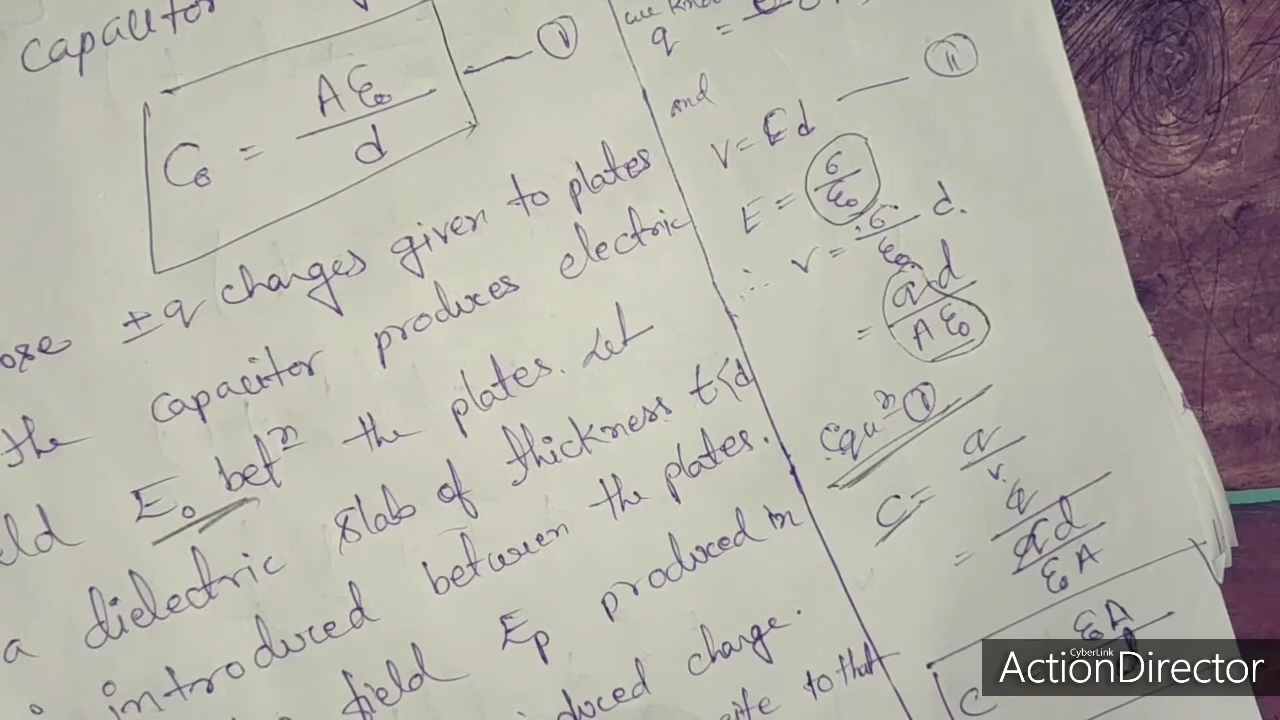 capacitor
C₀ = Aε₀/d — ①
±q charges given to plates
the capacitor produces electric
E₀ betⁿ the plates. Let
a dielectric slab of thickness t<d
introduced between the plates.
field Eₚ produced in
charge.
to that
q =
and — ⑪
V = Ed
E = σ/ε₀
∴ V = σ/ε₀ d.
= qd/Aε₀
equⁿ ①
C = q/v
= q/(qd/ε₀A)
C ε₀A
CyberLink
ActionDirector